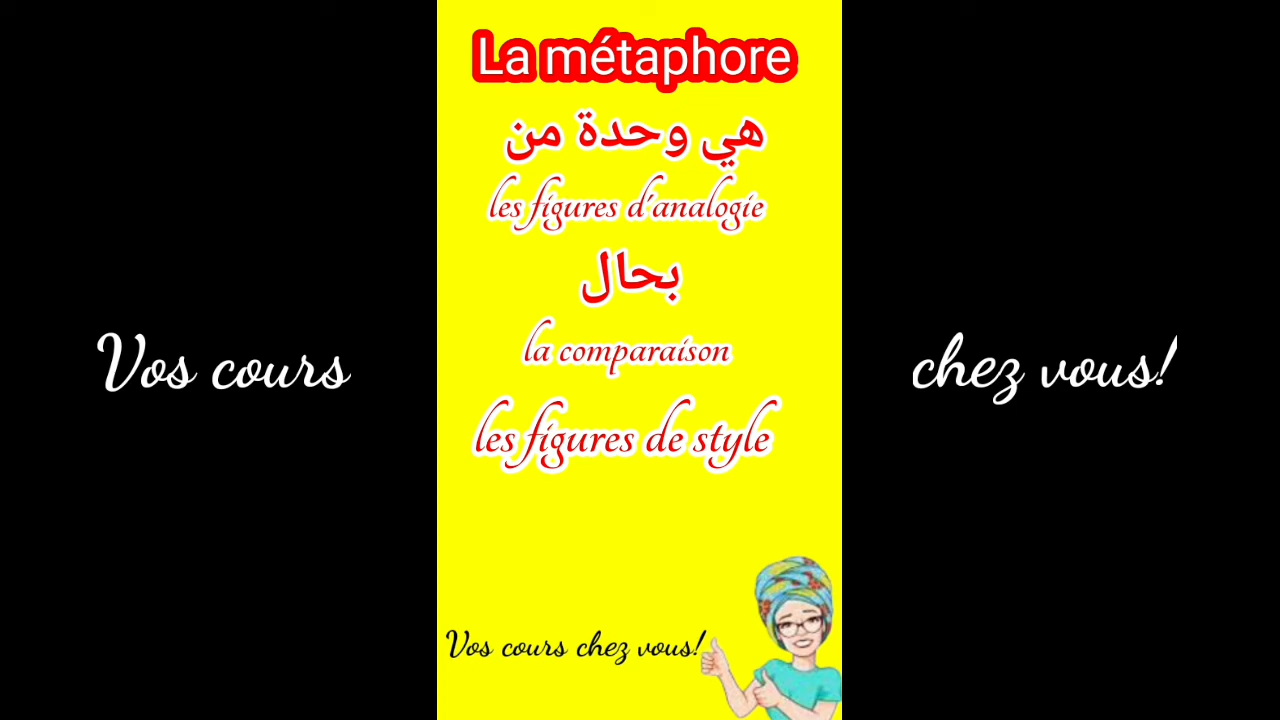 La métaphore
هي وحدة من
les figures d'analogie
بحال
la comparaison
les figures de style
Vos cours
chez vous!
Vos cours chez vous!